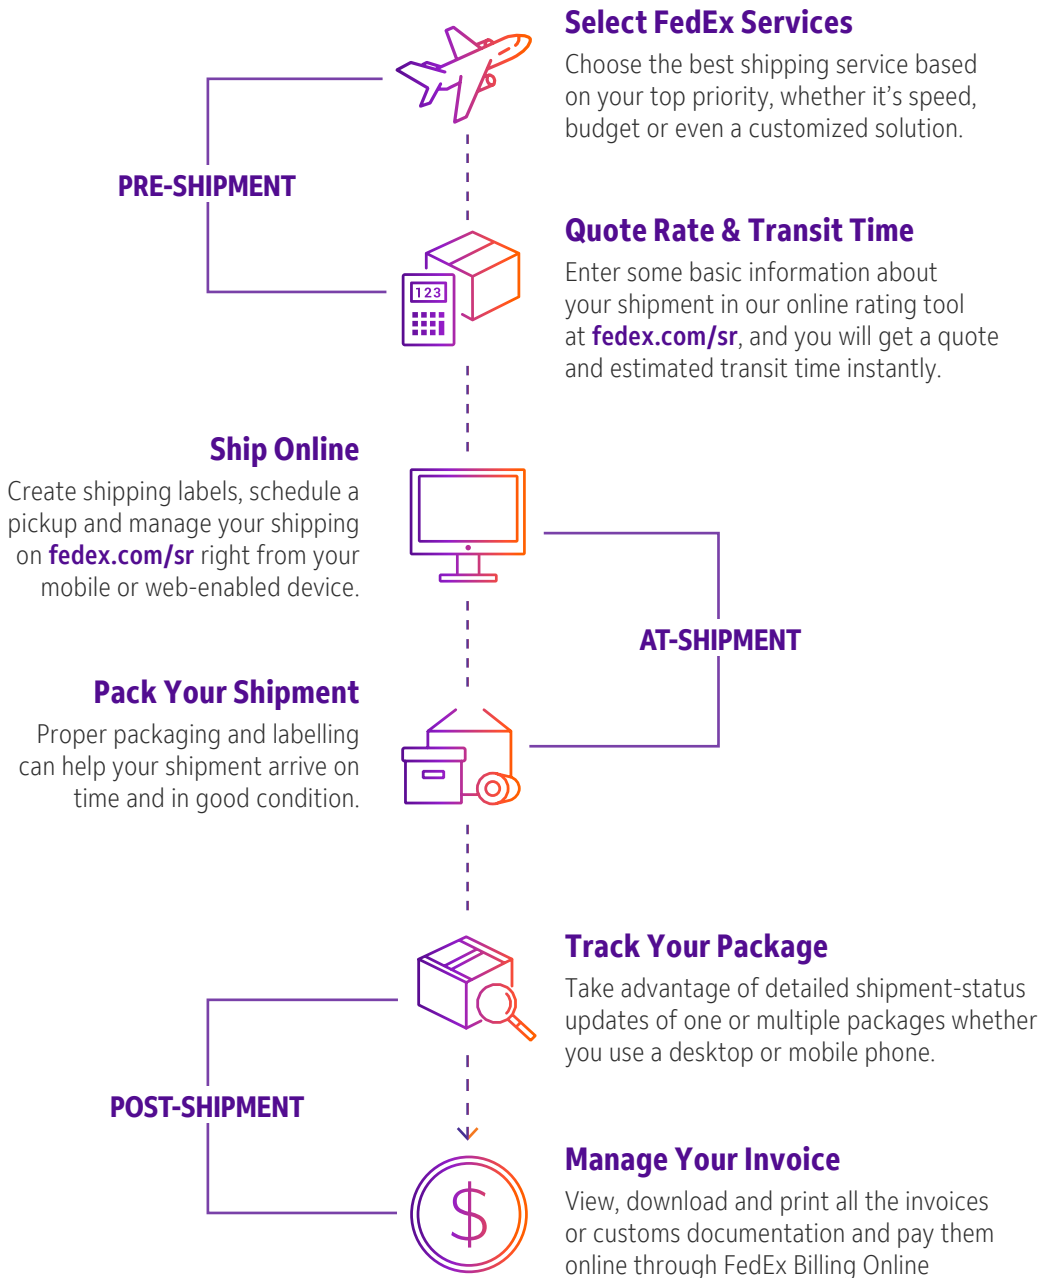 Select FedEx Services
Choose the best shipping service based
on your top priority, whether it’s speed,
budget or even a customized solution.
PRE-SHIPMENT
Quote Rate & Transit Time
Enter some basic information about
your shipment in our online rating tool
at fedex.com/sr, and you will get a quote
and estimated transit time instantly.
123
Ship Online
Create shipping labels, schedule a
pickup and manage your shipping
on fedex.com/sr right from your
mobile or web-enabled device.
AT-SHIPMENT
Pack Your Shipment
Proper packaging and labelling
can help your shipment arrive on
time and in good condition.
Track Your Package
Take advantage of detailed shipment-status
updates of one or multiple packages whether
you use a desktop or mobile phone.
POST-SHIPMENT
Manage Your Invoice
View, download and print all the invoices
or customs documentation and pay them
online through FedEx Billing Online
$